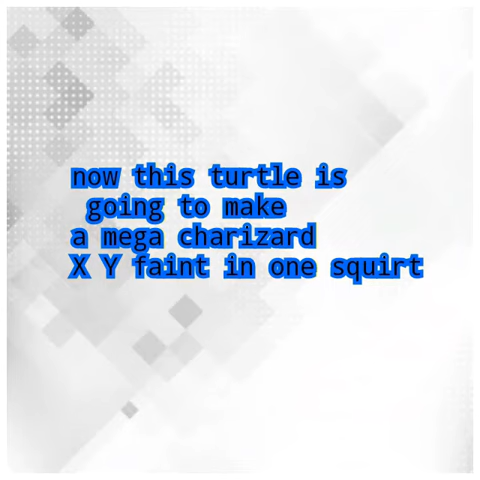 now this turtle is
going to make
a mega charizard
X Y faint in one squirt